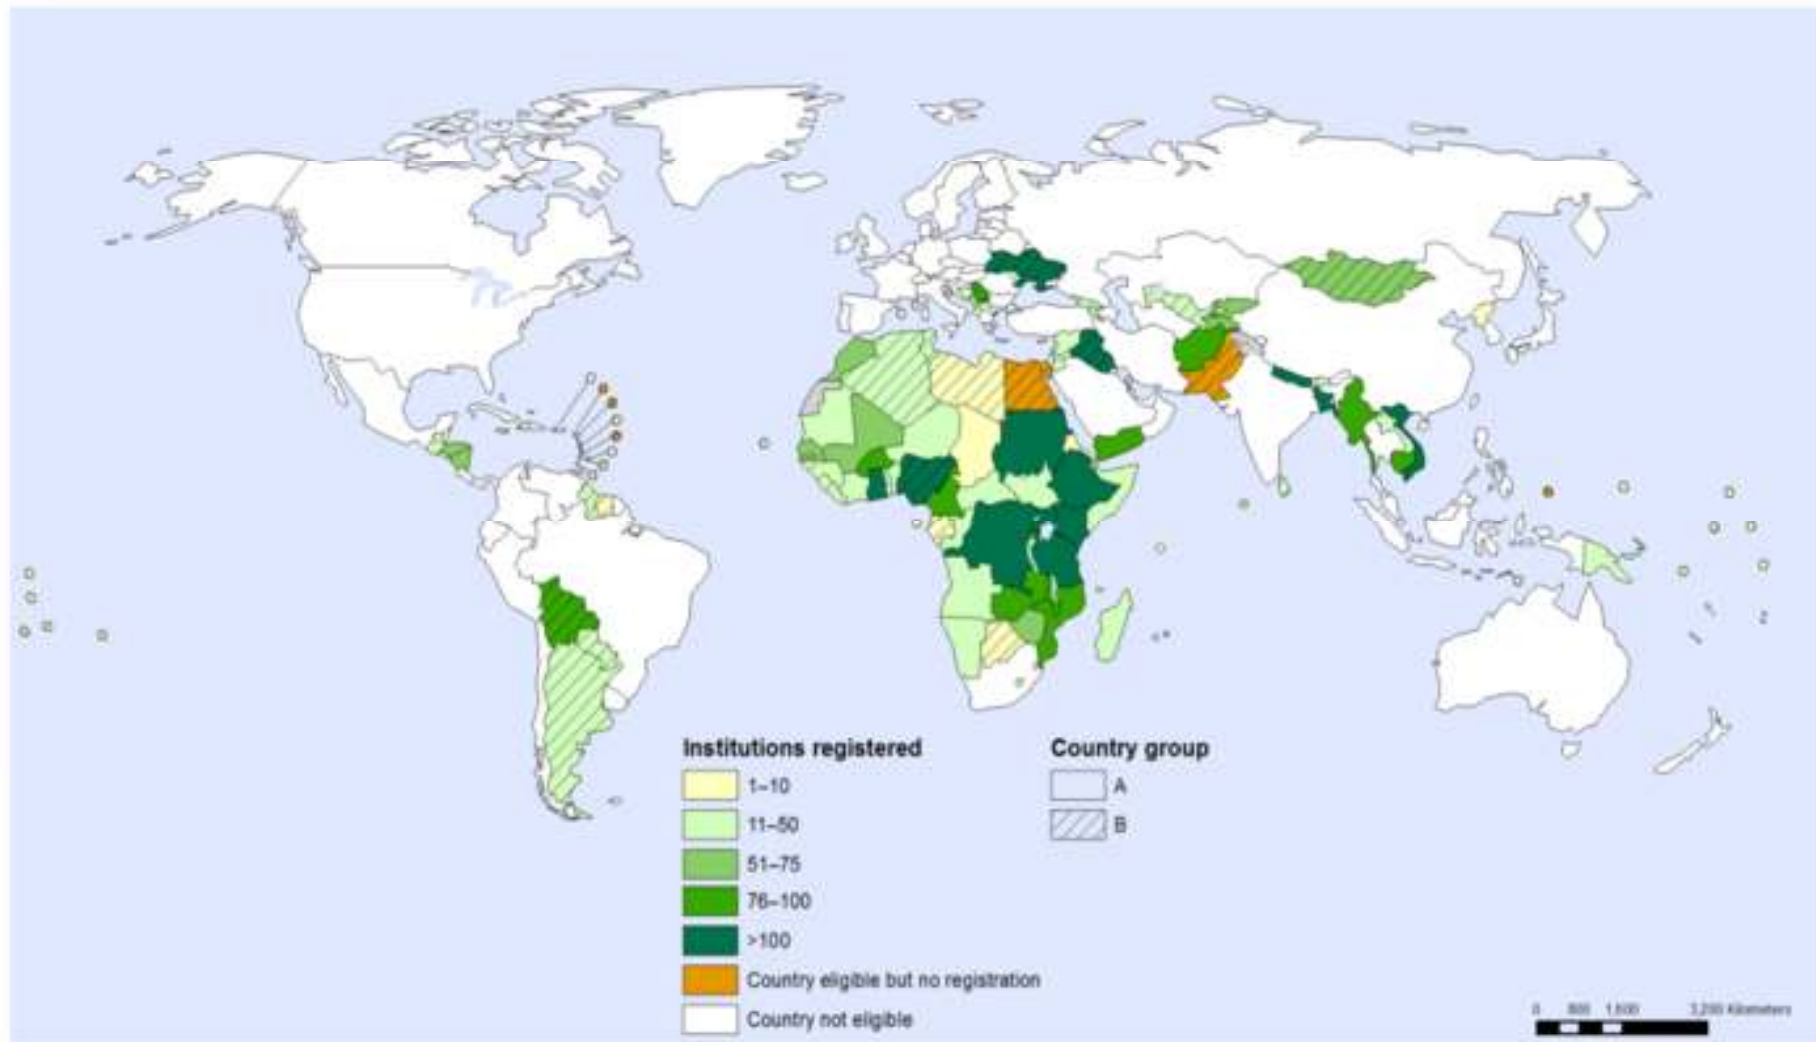 Institutions registered
1–10
11–50
51–75
76–100
>100
Country eligible but no registration
Country not eligible
Country group
A
B
0 800 1,600 3,200 Kilometers